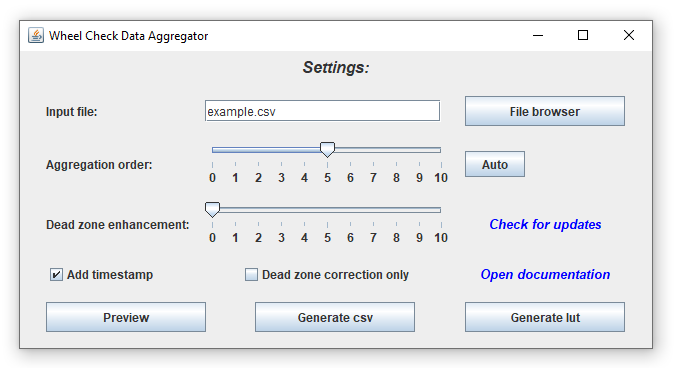 Wheel Check Data Aggregator
Settings:
Input file: example.csv File browser
Aggregation order: Auto
0 1 2 3 4 5 6 7 8 9 10
Dead zone enhancement: Check for updates
0 1 2 3 4 5 6 7 8 9 10
Add timestamp Dead zone correction only Open documentation
Preview Generate csv Generate lut